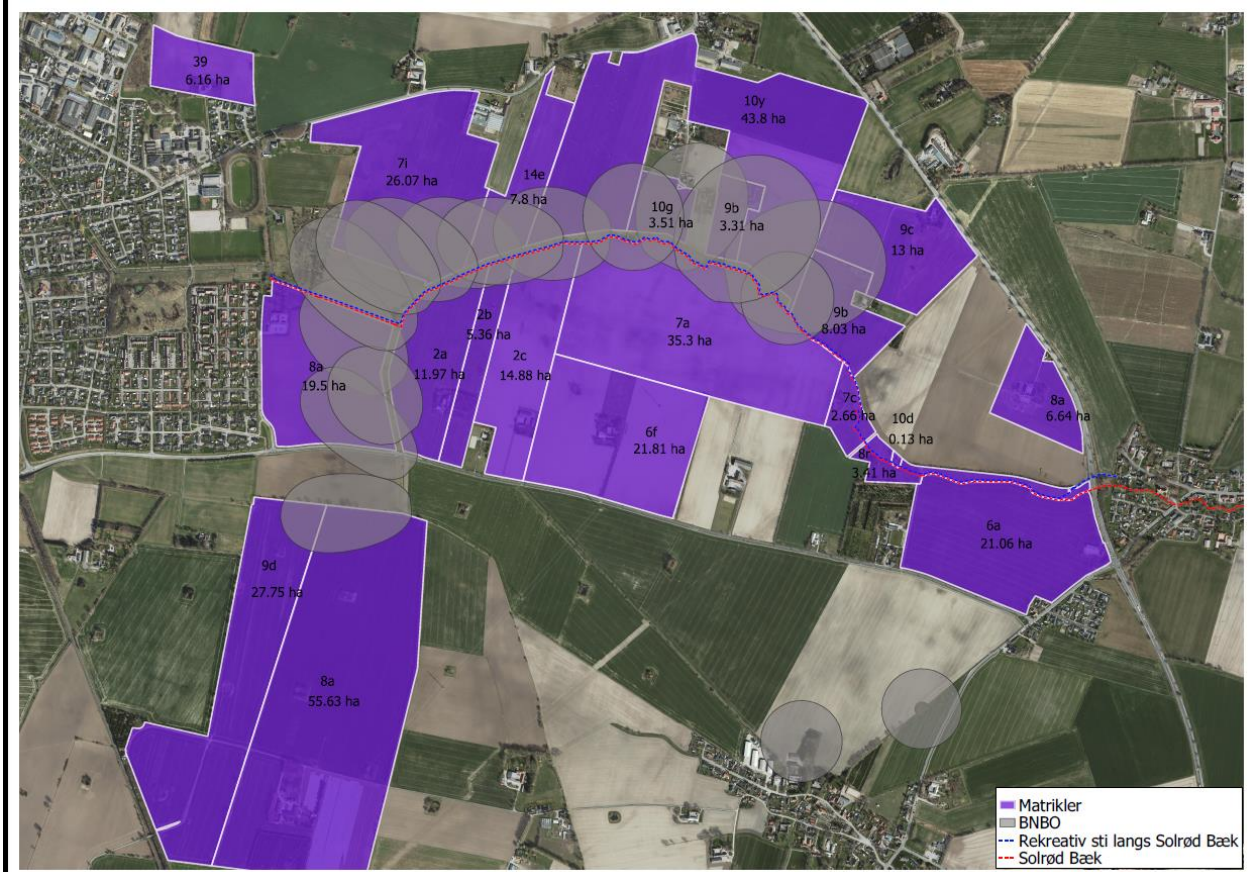 39
6.16 ha
10y
43.8 ha
7i
26.07 ha
14e
7.8 ha
10g
3.51 ha
9b
3.31 ha
9c
13 ha
2b
5.36 ha
7a
35.3 ha
9b
8.03 ha
8a
19.5 ha
2a
11.97 ha
2c
14.88 ha
7c
2.66 ha
10d
0.13 ha
8a
6.64 ha
6f
21.81 ha
3.41 ha
6a
21.06 ha
9d
27.75 ha
8a
55.63 ha
Matrikler
BNBO
Rekreativ sti langs Solrød Bæk
Solrød Bæk